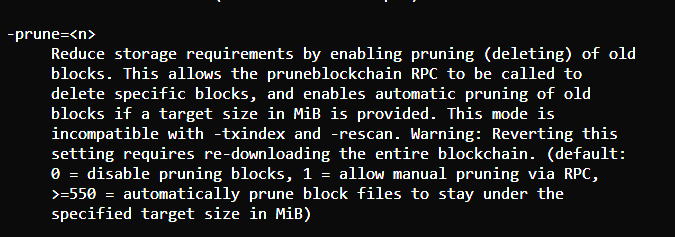 -prune=<n>
Reduce storage requirements by enabling pruning (deleting) of old
blocks. This allows the pruneblockchain RPC to be called to
delete specific blocks, and enables automatic pruning of old
blocks if a target size in MiB is provided. This mode is
incompatible with -txindex and -rescan. Warning: Reverting this
setting requires re-downloading the entire blockchain. (default:
0 = disable pruning blocks, 1 = allow manual pruning via RPC,
>=550 = automatically prune block files to stay under the
specified target size in MiB)